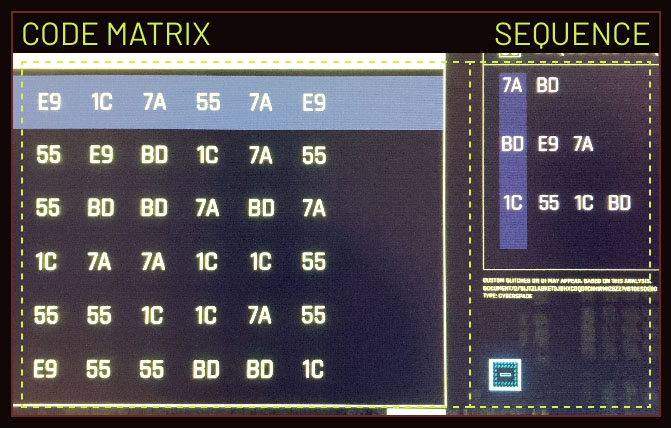 CODE MATRIX
SEQUENCE
E9 1C 7A 55 7A E9
55 E9 BD 1C 7A 55
55 BD BD 7A BD 7A
1C 7A 7A 1C 1C 55
55 55 1C 1C 7A 55
E9 55 55 BD BD 1C
7A BD
BD E9 7A
1C 55 1C BD
CUSTOM GLITCHES OR UI MAY APPEAR. BASED ON THIS ANALYSIS.
TYPE: CYBERSPACE